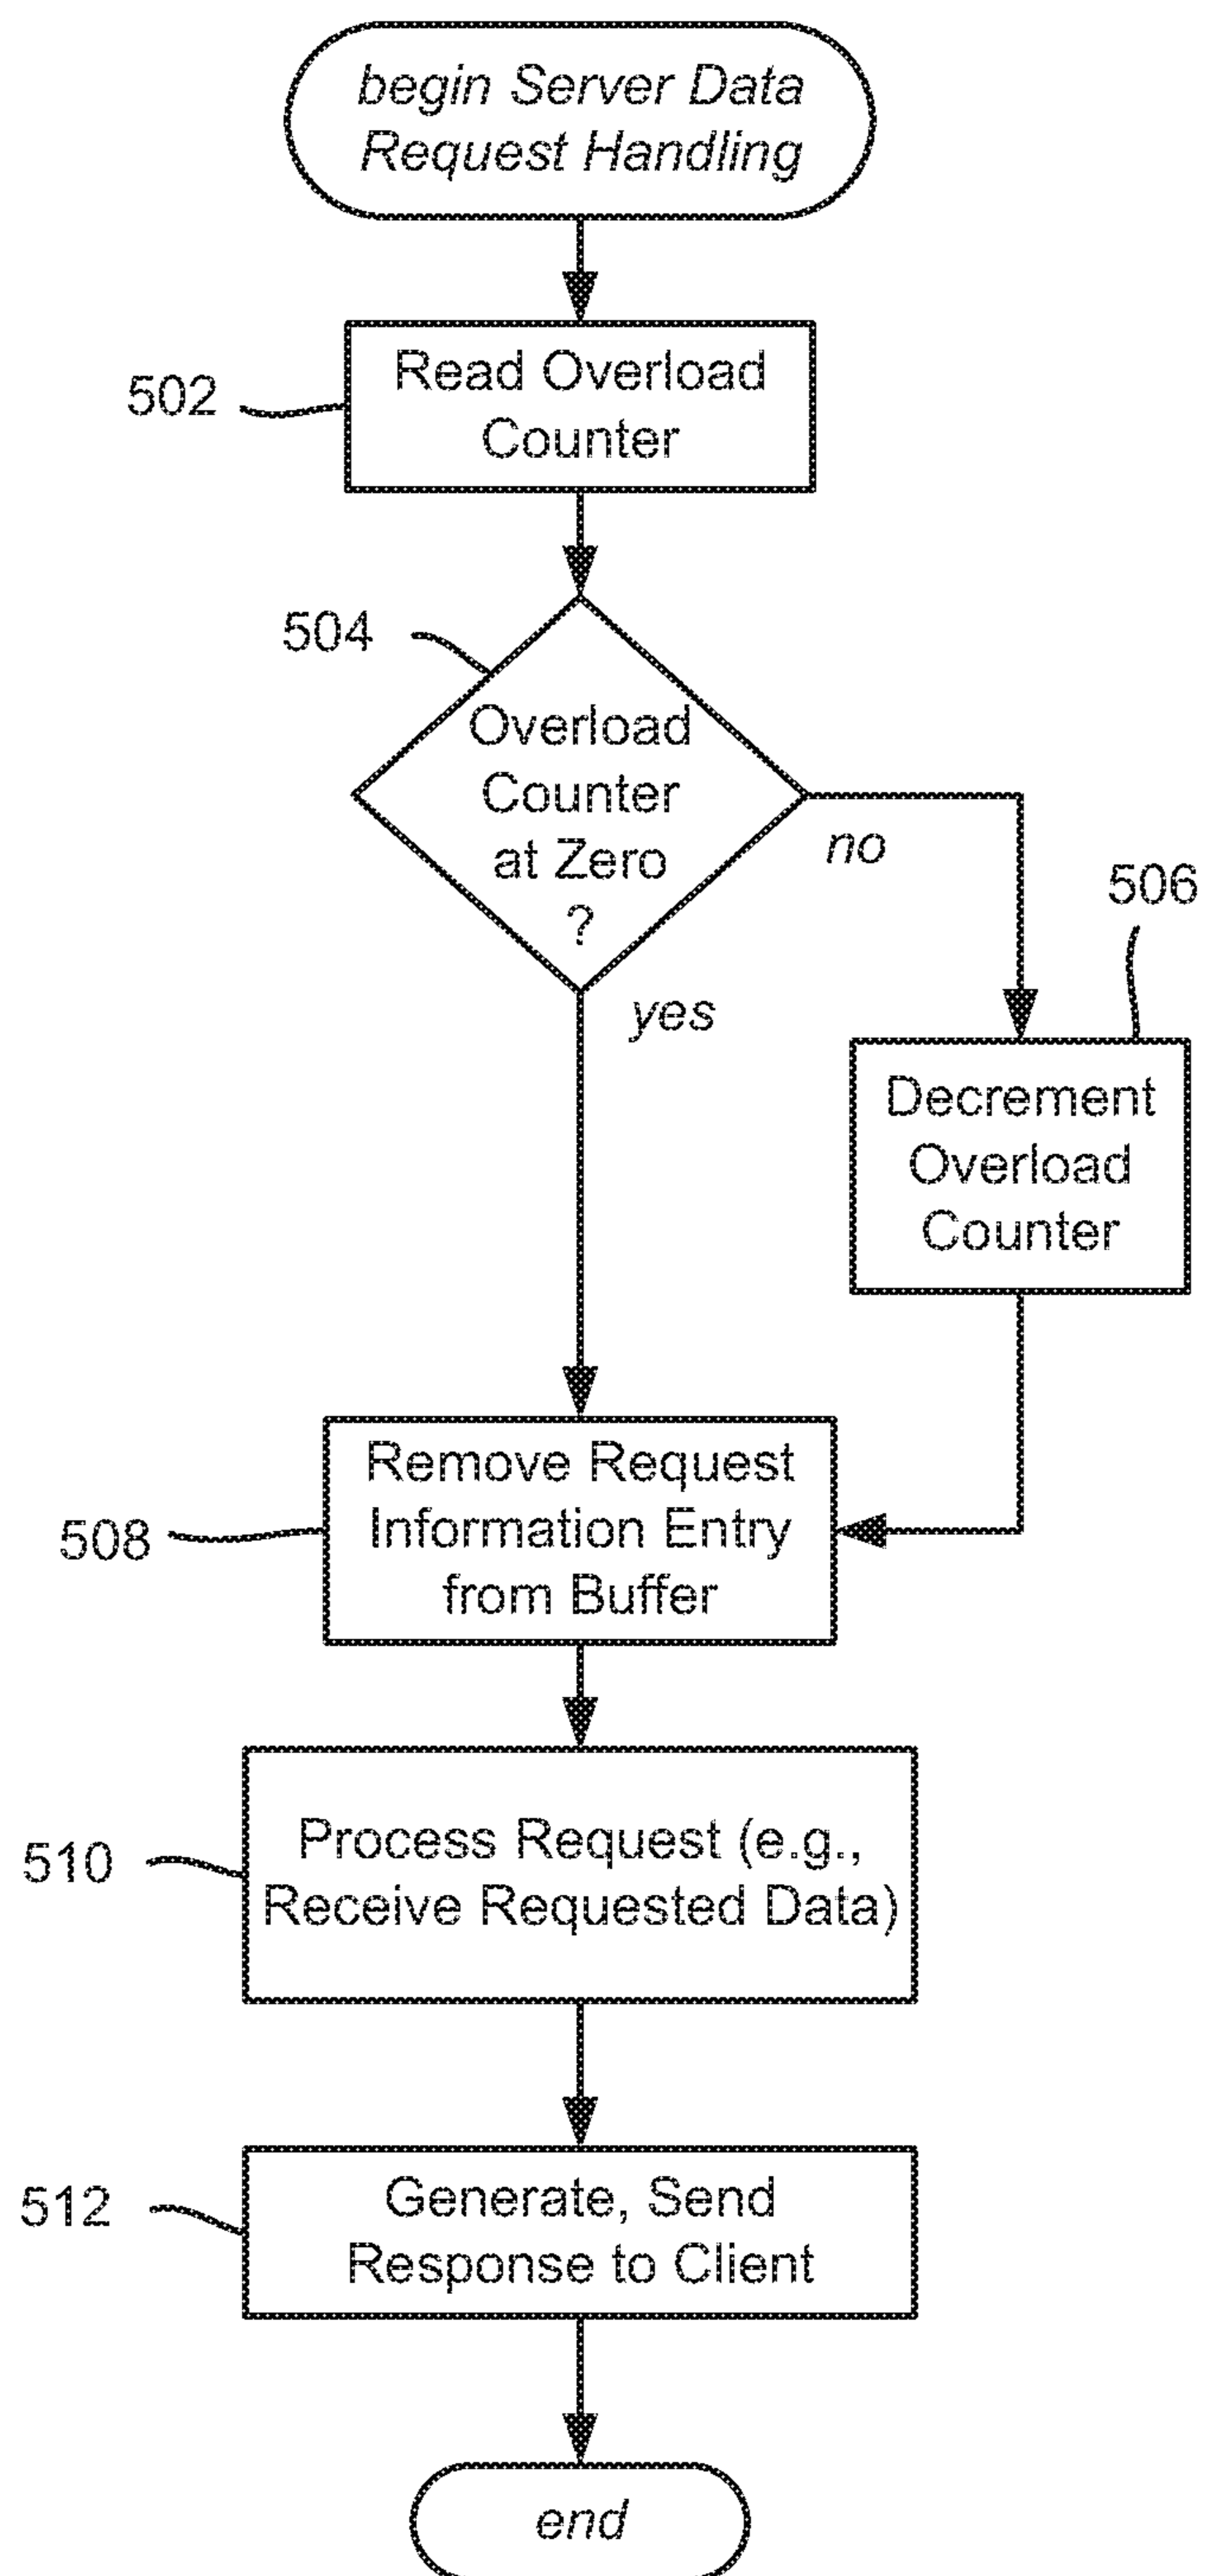 begin Server Data
Request Handling
502
Read Overload
Counter
504
Overload
Counter
at Zero
?
no
yes
506
Decrement
Overload
Counter
508
Remove Request
Information Entry
from Buffer
510
Process Request (e.g.,
Receive Requested Data)
512
Generate, Send
Response to Client
end